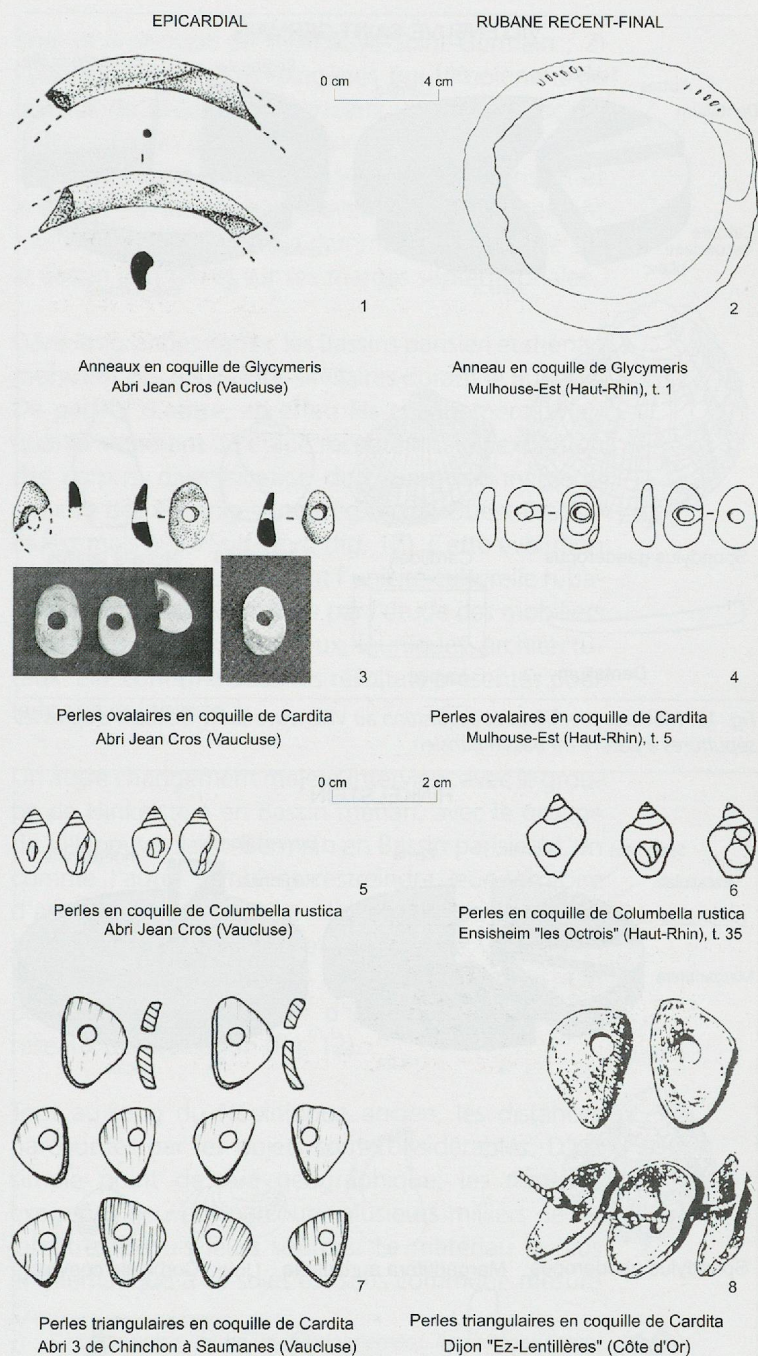 EPICARDIAL
RUBANE RECENT-FINAL
0 cm 4 cm
1
2
Anneaux en coquille de Glycymeris
Abri Jean Cros (Vaucluse)
Anneau en coquille de Glycymeris
Mulhouse-Est (Haut-Rhin), t. 1
3
4
Perles ovalaires en coquille de Cardita
Abri Jean Cros (Vaucluse)
Perles ovalaires en coquille de Cardita
Mulhouse-Est (Haut-Rhin), t. 5
0 cm 2 cm
5
6
Perles en coquille de Columbella rustica
Abri Jean Cros (Vaucluse)
Perles en coquille de Columbella rustica
Ensisheim "les Octrois" (Haut-Rhin), t. 35
7
8
Perles triangulaires en coquille de Cardita
Abri 3 de Chinchon à Saumanes (Vaucluse)
Perles triangulaires en coquille de Cardita
Dijon "Ez-Lentillères" (Côte d'Or)